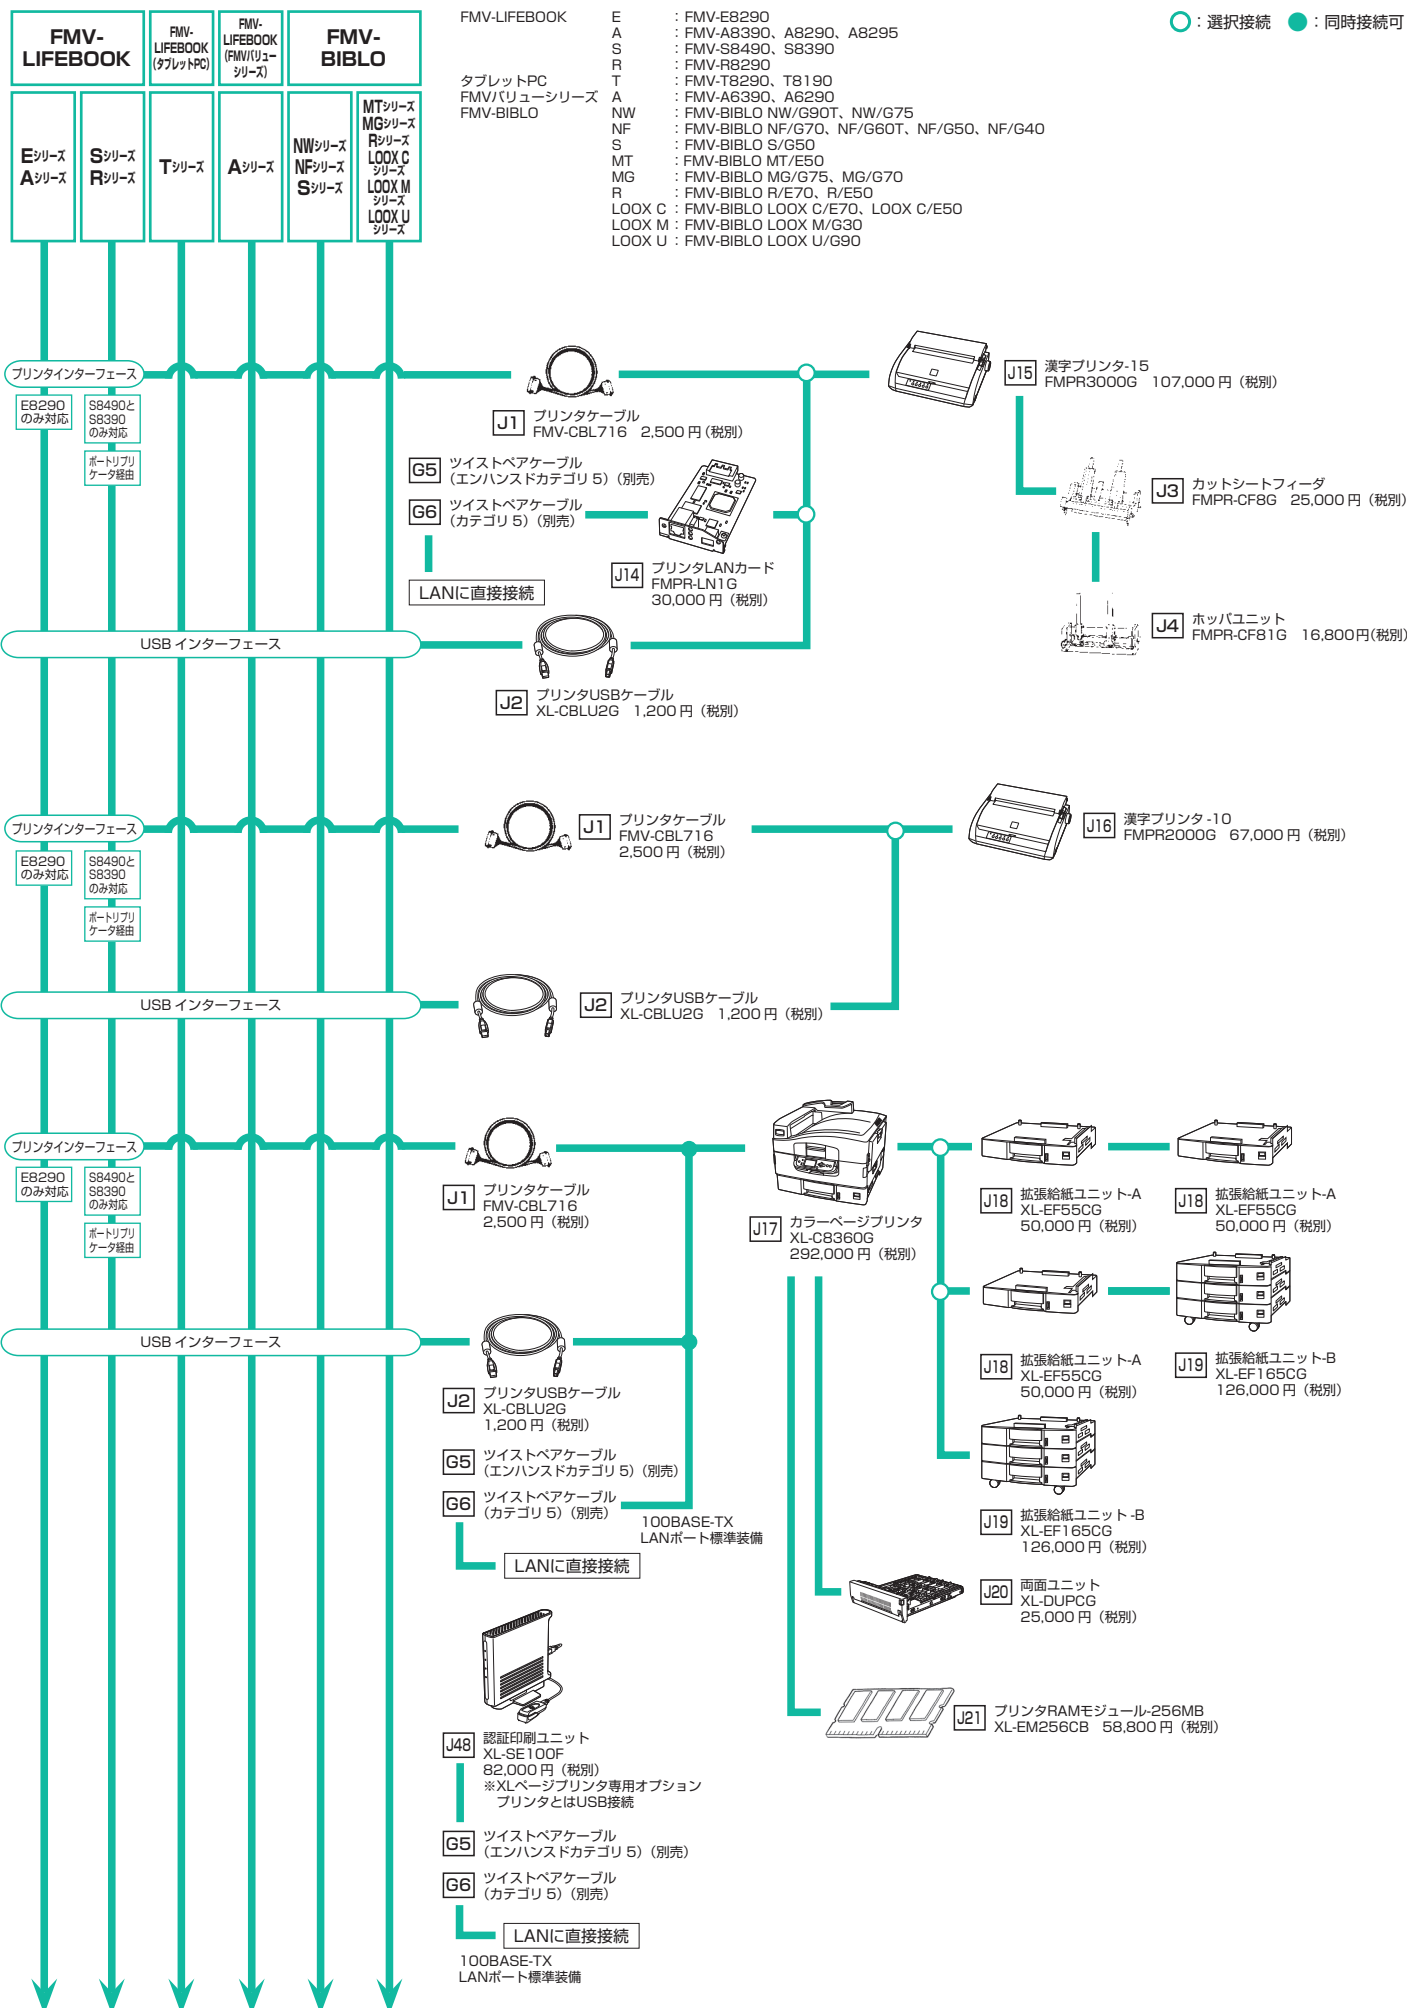 FMV-
LIFEBOOK
FMV-
LIFEBOOK
(タブレットPC)
FMV-
LIFEBOOK
(FMVバリュー
シリーズ)
FMV-
BIBLO
Eシリーズ
Aシリーズ
Sシリーズ
Rシリーズ
Tシリーズ
Aシリーズ
NWシリーズ
NFシリーズ
Sシリーズ
MTシリーズ
MGシリーズ
Rシリーズ
LOOX C
シリーズ
LOOX M
シリーズ
LOOX U
シリーズ
FMV-LIFEBOOK E : FMV-E8290
A : FMV-A8390、A8290、A8295
S : FMV-S8490、S8390
R : FMV-R8290
タブレットPC T : FMV-T8290、T8190
FMVバリューシリーズ A : FMV-A6390、A6290
FMV-BIBLO NW : FMV-BIBLO NW/G90T、NW/G75
NF : FMV-BIBLO NF/G70、NF/G60T、NF/G50、NF/G40
S : FMV-BIBLO S/G50
MT : FMV-BIBLO MT/E50
MG : FMV-BIBLO MG/G75、MG/G70
R : FMV-BIBLO R/E70、R/E50
LOOX C : FMV-BIBLO LOOX C/E70、LOOX C/E50
LOOX M : FMV-BIBLO LOOX M/G30
LOOX U : FMV-BIBLO LOOX U/G90
○：選択接続 ●：同時接続可
プリンタインターフェース
E8290
のみ対応
S8490と
S8390
のみ対応
ポートリプリ
ケータ経由
J1 プリンタケーブル
FMV-CBL716 2,500円(税別)
G5 ツイストペアケーブル
(エンハンスドカテゴリ5)(別売)
G6 ツイストペアケーブル
(カテゴリ5)(別売)
LANに直接接続
J14 プリンタLANカード
FMPR-LN1G
30,000円(税別)
J15 漢字プリンタ-15
FMPR3000G 107,000円(税別)
J3 カットシートフィーダ
FMPR-CF8G 25,000円(税別)
J4 ホッパユニット
FMPR-CF81G 16,800円(税別)
USB インターフェース
J2 プリンタUSBケーブル
XL-CBLU2G 1,200円(税別)
プリンタインターフェース
E8290
のみ対応
S8490と
S8390
のみ対応
ポートリプリ
ケータ経由
J1 プリンタケーブル
FMV-CBL716
2,500円(税別)
J16 漢字プリンタ-10
FMPR2000G 67,000円(税別)
USB インターフェース
J2 プリンタUSBケーブル
XL-CBLU2G 1,200円(税別)
プリンタインターフェース
E8290
のみ対応
S8490と
S8390
のみ対応
ポートリプリ
ケータ経由
J1 プリンタケーブル
FMV-CBL716
2,500円(税別)
J17 カラーページプリンタ
XL-C8360G
292,000円(税別)
J18 拡張給紙ユニット-A
XL-EF55CG
50,000円(税別)
J18 拡張給紙ユニット-A
XL-EF55CG
50,000円(税別)
USB インターフェース
J2 プリンタUSBケーブル
XL-CBLU2G
1,200円(税別)
J18 拡張給紙ユニット-A
XL-EF55CG
50,000円(税別)
J19 拡張給紙ユニット-B
XL-EF165CG
126,000円(税別)
G5 ツイストペアケーブル
(エンハンスドカテゴリ5)(別売)
G6 ツイストペアケーブル
(カテゴリ5)(別売)
100BASE-TX
LANポート標準装備
LANに直接接続
J19 拡張給紙ユニット-B
XL-EF165CG
126,000円(税別)
J20 両面ユニット
XL-DUPCG
25,000円(税別)
J21 プリンタRAMモジュール-256MB
XL-EM256CB 58,800円(税別)
J48 認証印刷ユニット
XL-SE100F
82,000円(税別)
※XLページプリンタ専用オプション
プリンタとはUSB接続
G5 ツイストペアケーブル
(エンハンスドカテゴリ5)(別売)
G6 ツイストペアケーブル
(カテゴリ5)(別売)
LANに直接接続
100BASE-TX
LANポート標準装備